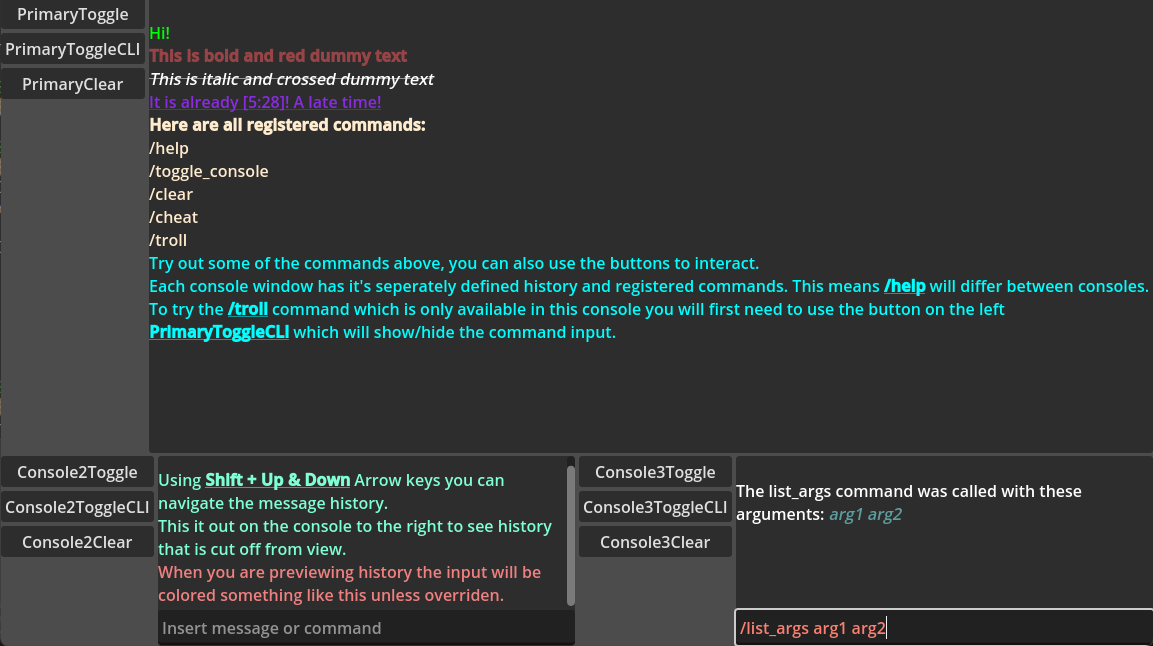 PrimaryToggle
PrimaryToggleCLI
PrimaryClear
Hi!
This is bold and red dummy text
This is italic and crossed dummy text
It is already [5:28]! A late time!
Here are all registered commands:
/help
/toggle_console
/clear
/cheat
/troll
Try out some of the commands above, you can also use the buttons to interact.
Each console window has it's seperately defined history and registered commands. This means /help will differ between consoles.
To try the /troll command which is only available in this console you will first need to use the button on the left
PrimaryToggleCLI which will show/hide the command input.
Console2Toggle
Console2ToggleCLI
Console2Clear
Using Shift + Up & Down Arrow keys you can
navigate the message history.
This it out on the console to the right to see history
that is cut off from view.
When you are previewing history the input will be
colored something like this unless overriden.
Insert message or command
Console3Toggle
Console3ToggleCLI
Console3Clear
The list_args command was called with these
arguments: arg1 arg2
/list_args arg1 arg2